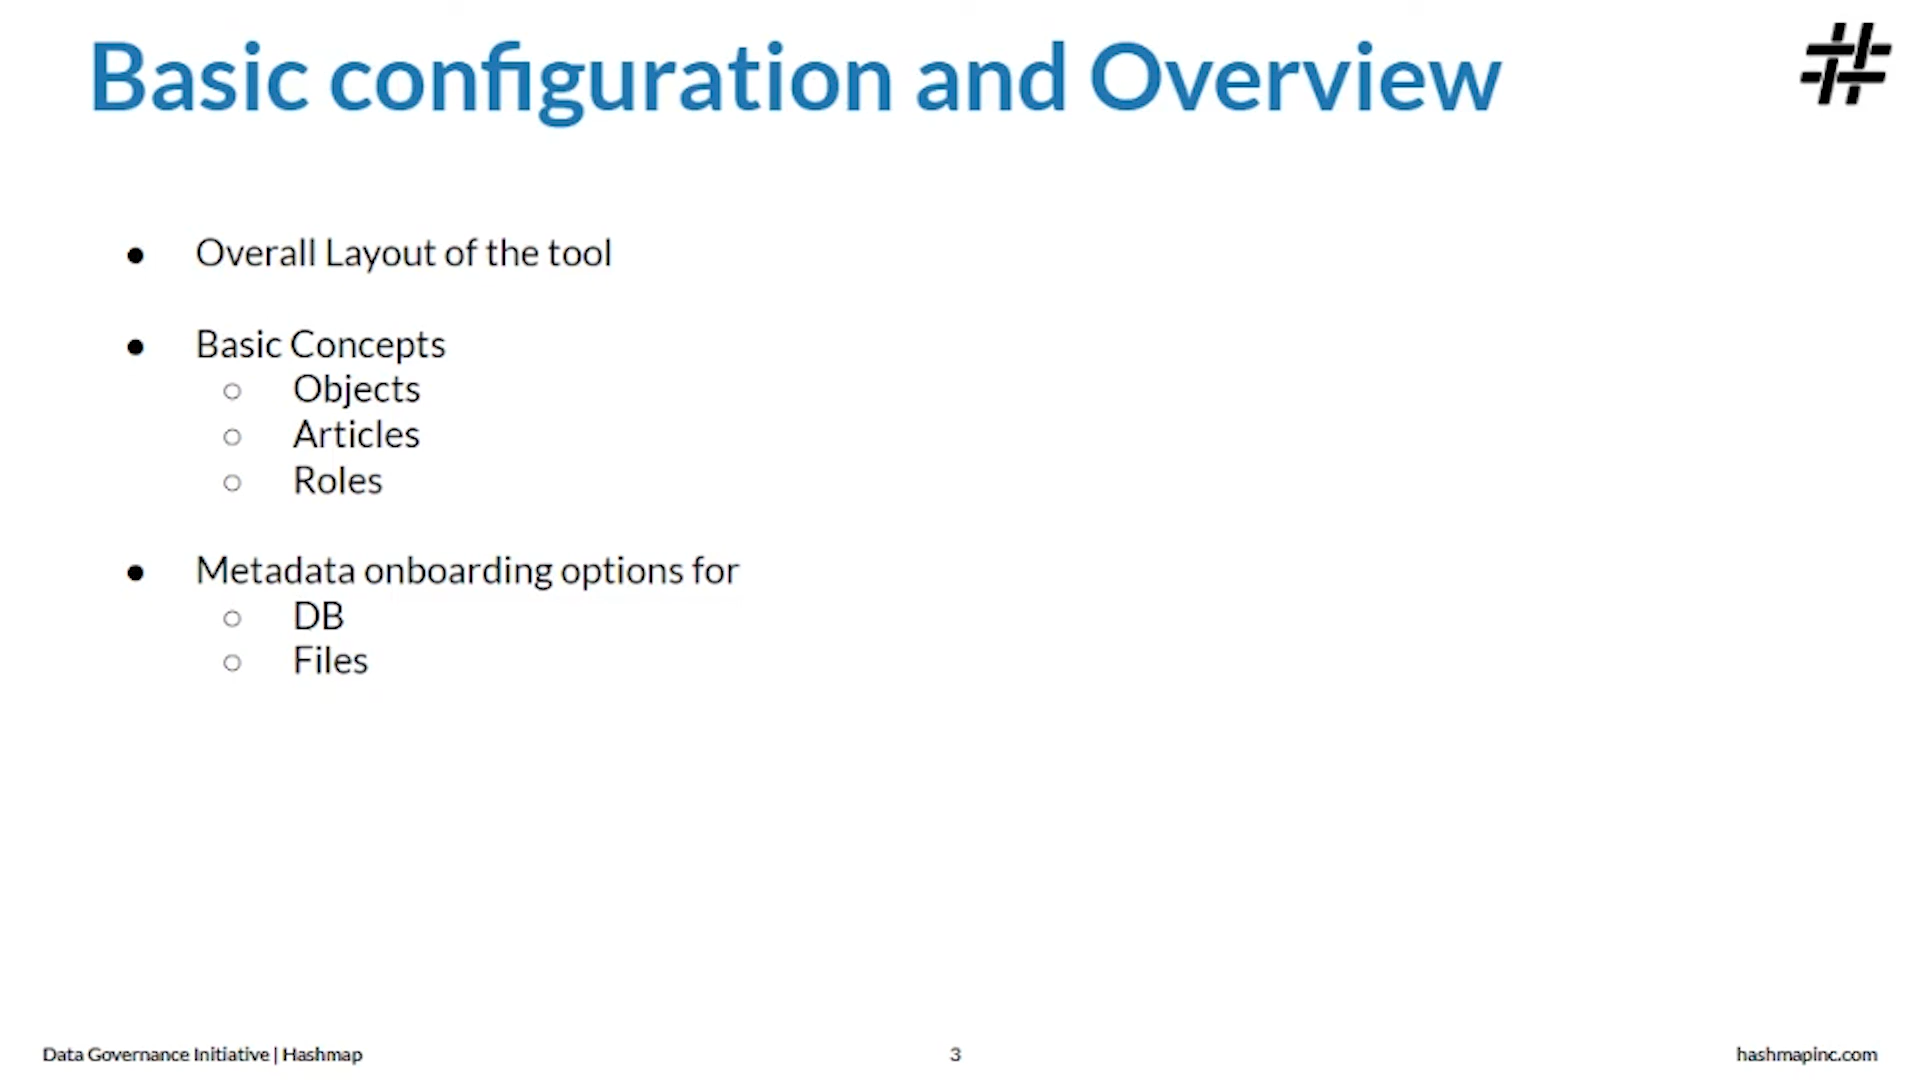 Basic configuration and Overview
● Overall Layout of the tool
● Basic Concepts
○ Objects
○ Articles
○ Roles
● Metadata onboarding options for
○ DB
○ Files
Data Governance Initiative | Hashmap
3
hashmapinc.com